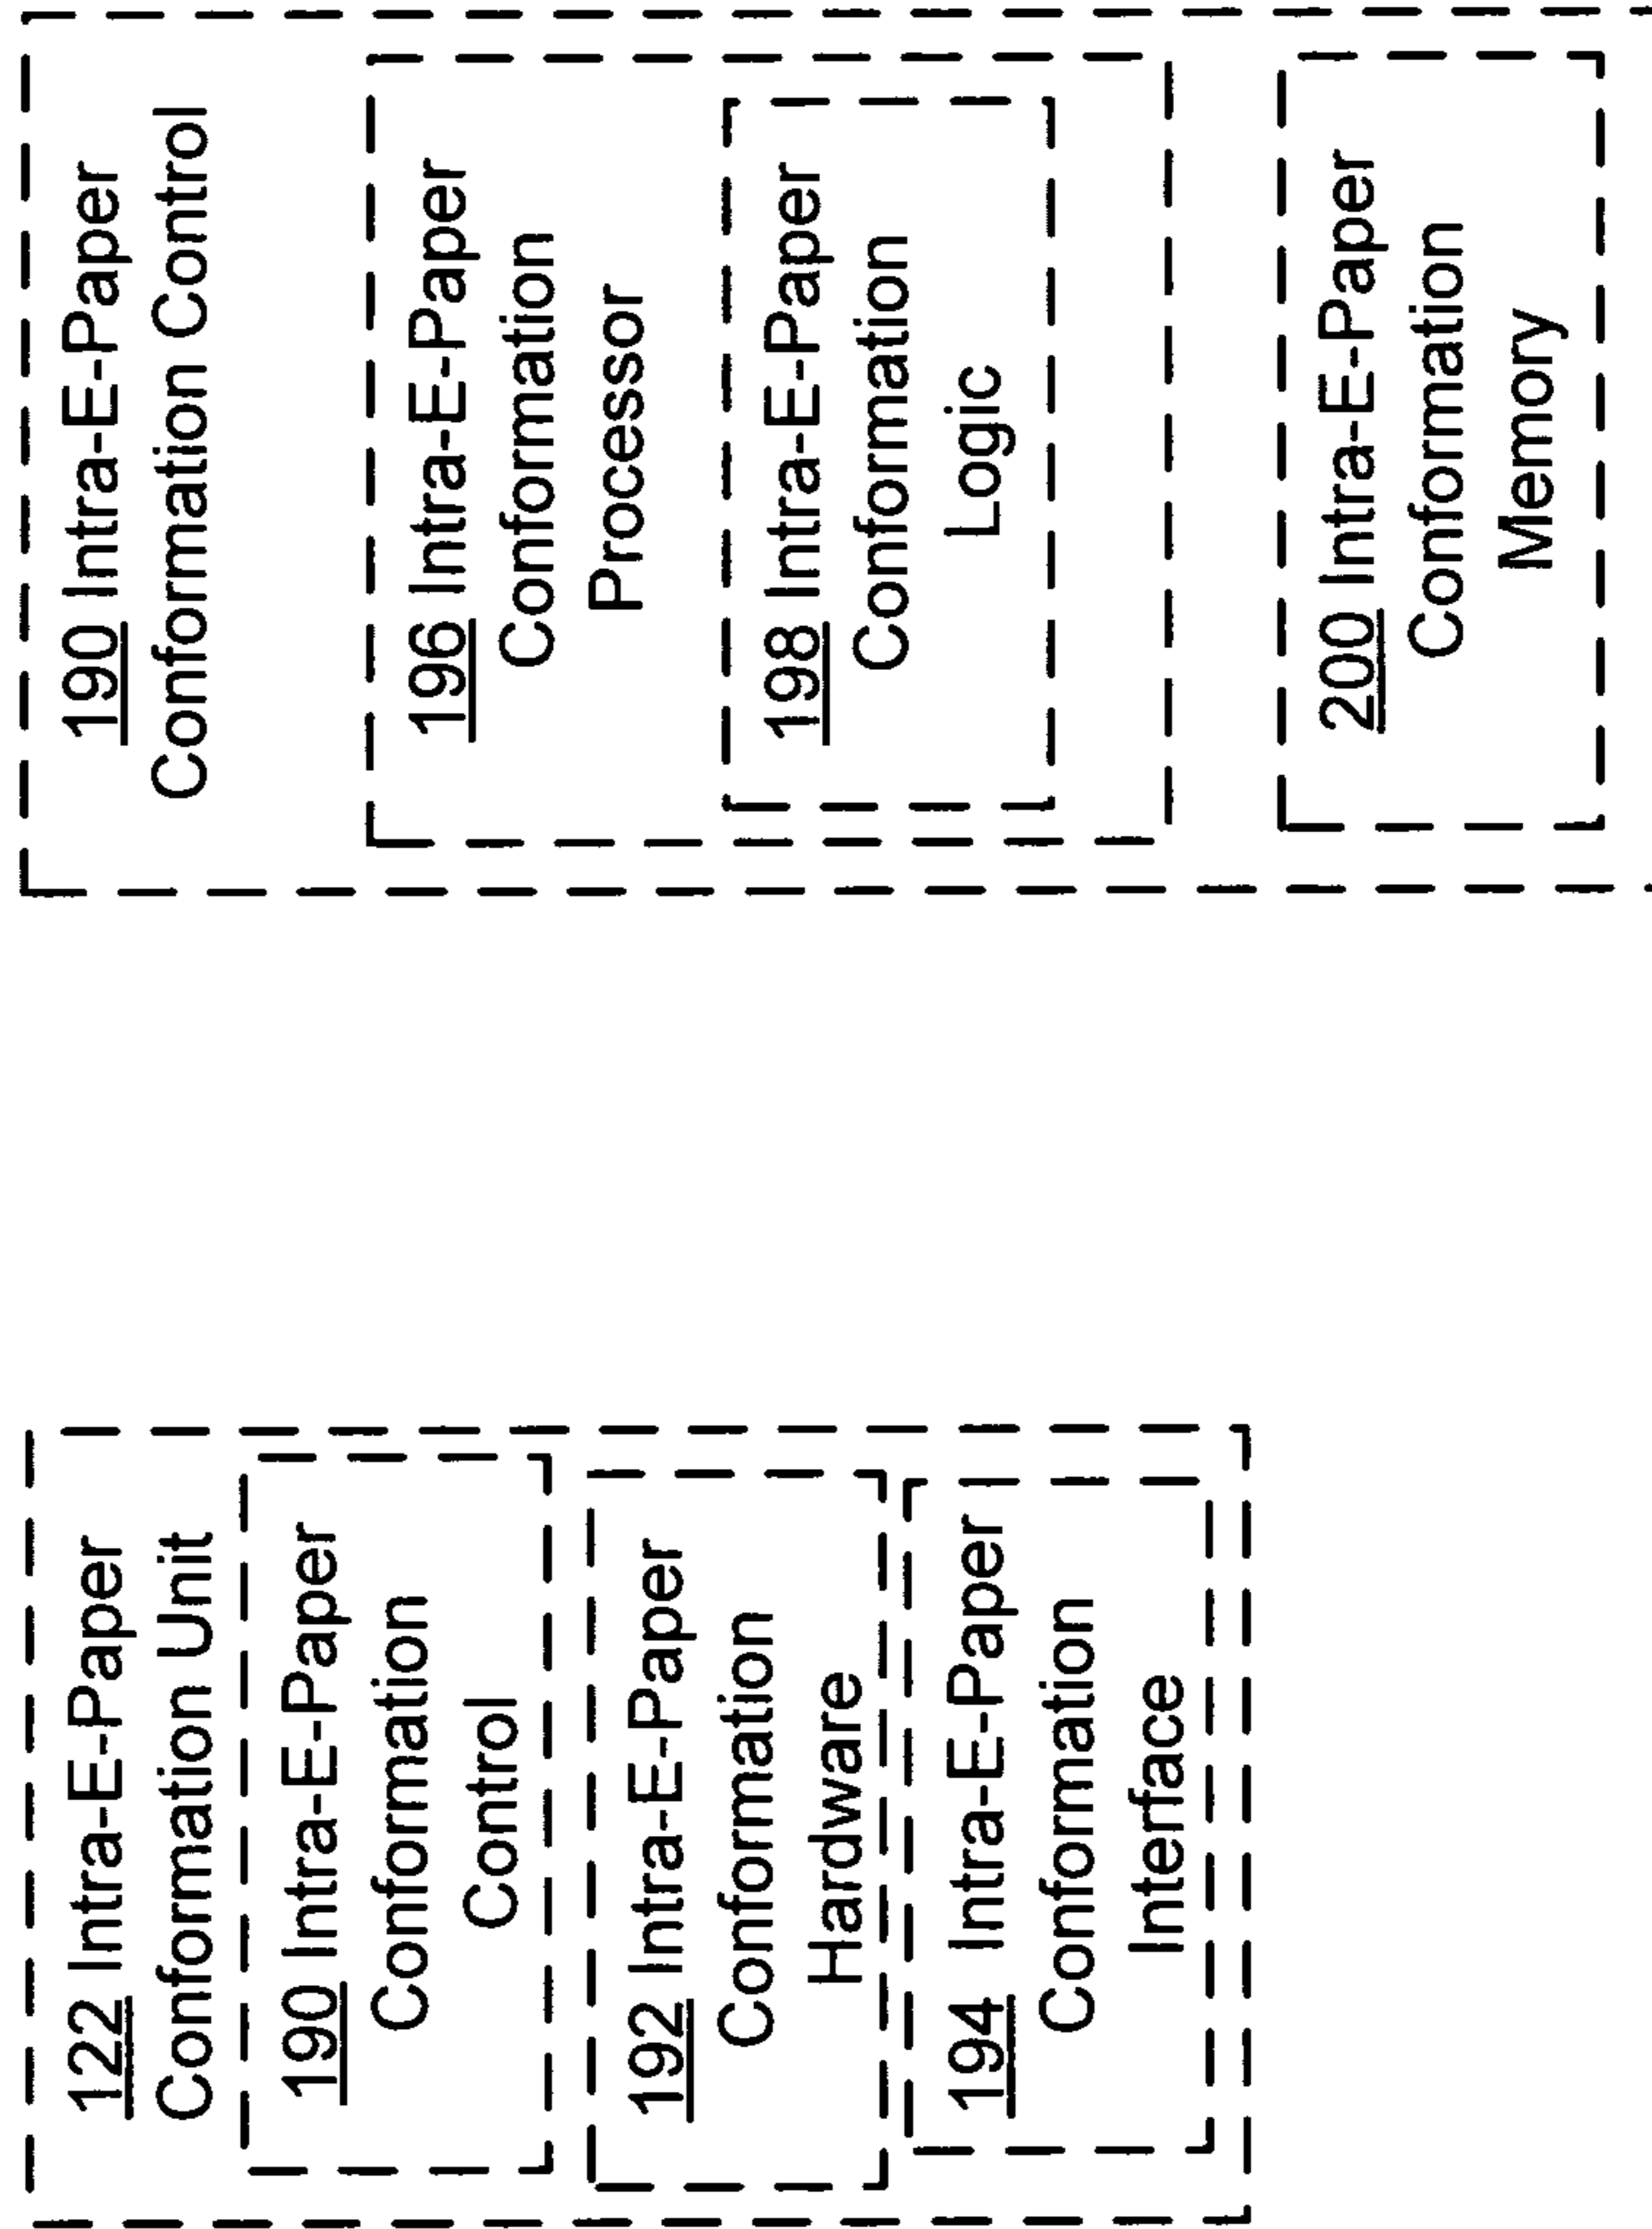 122 Intra-E-Paper
Conformation Unit
190 Intra-E-Paper
Conformation
Control
192 Intra-E-Paper
Conformation
Hardware
194 Intra-E-Paper
Conformation
Interface
190 Intra-E-Paper
Conformation Control
196 Intra-E-Paper
Conformation
Processor
198 Intra-E-Paper
Conformation
Logic
200 Intra-E-Paper
Conformation
Memory